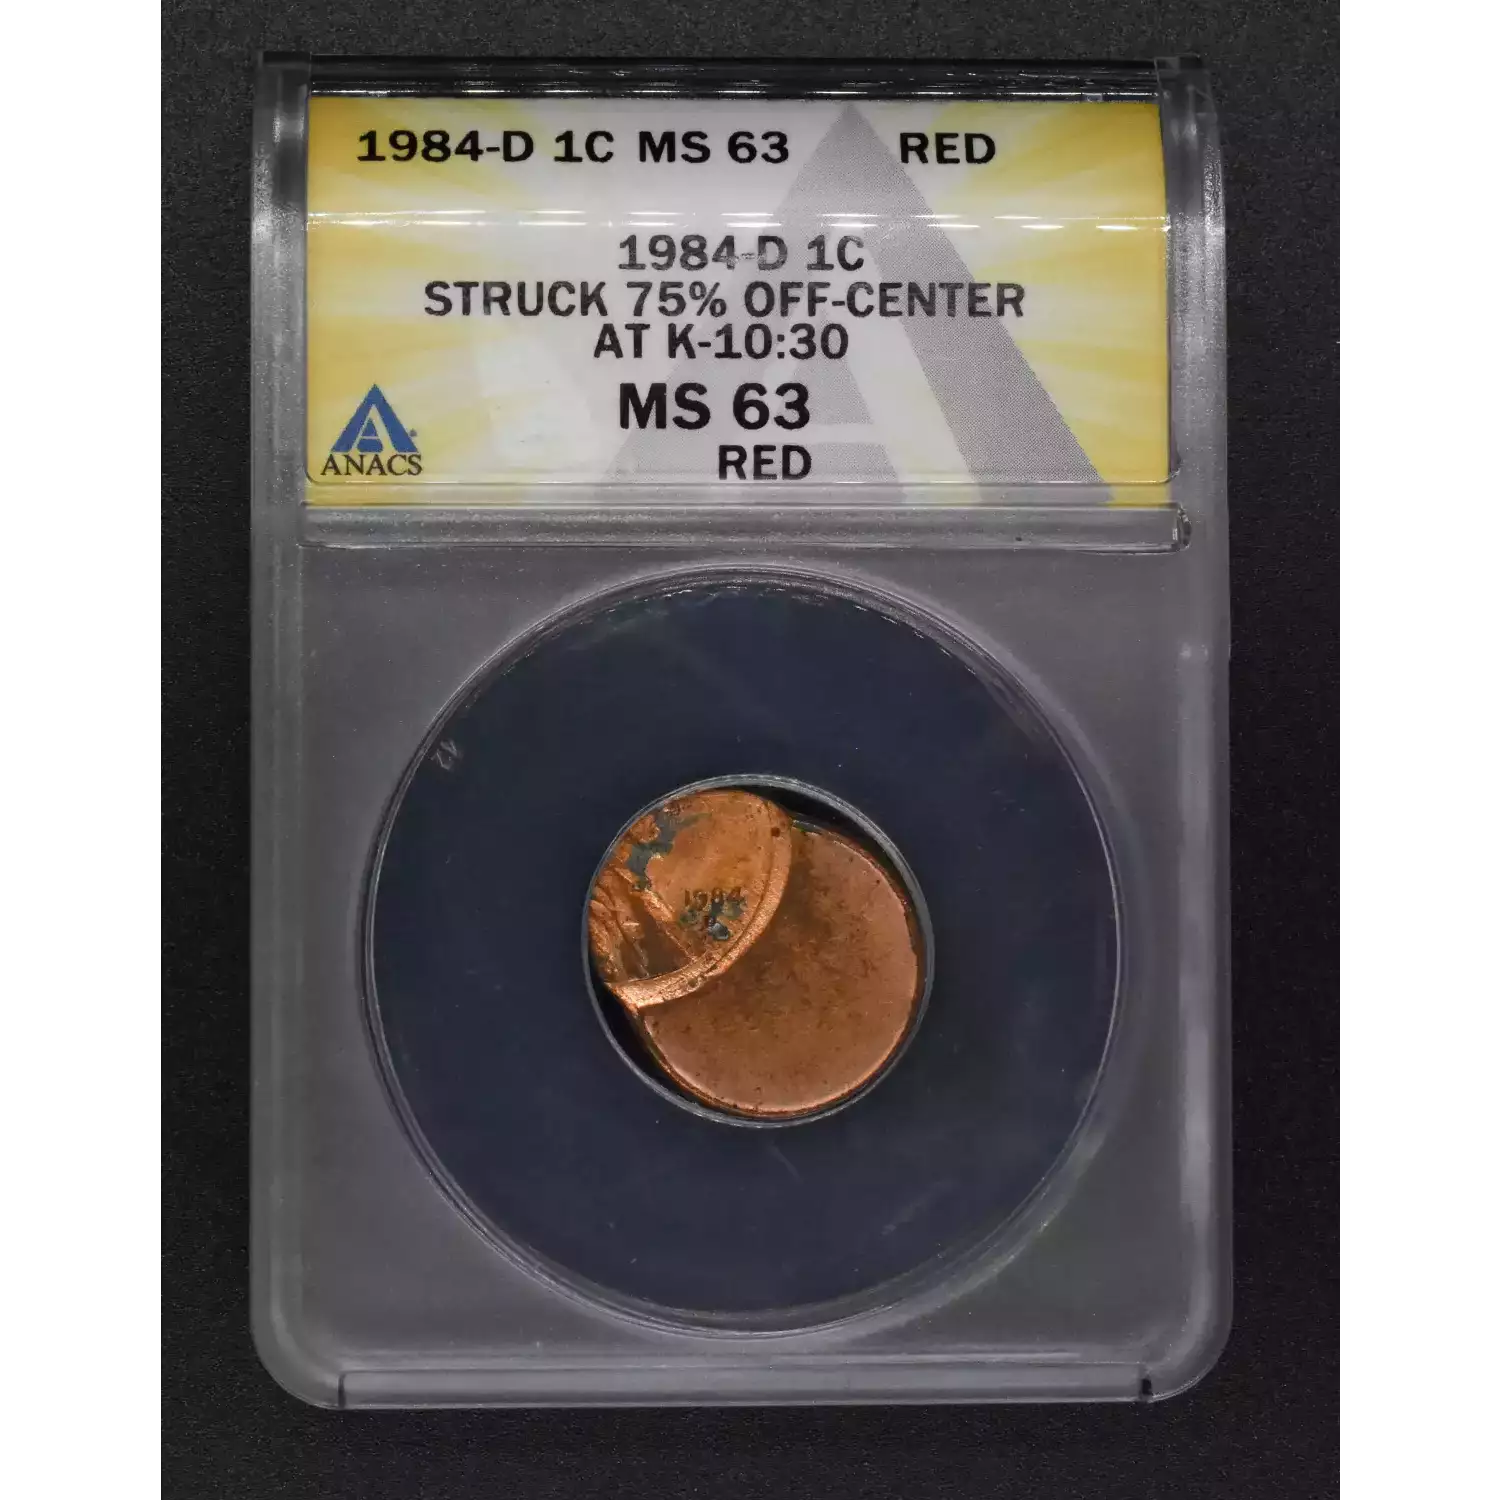 1984-D 1C MS 63 RED
1984-D 1C
STRUCK 75% OFF-CENTER
AT K-10:30
MS 63
RED
ANACS
1984
D